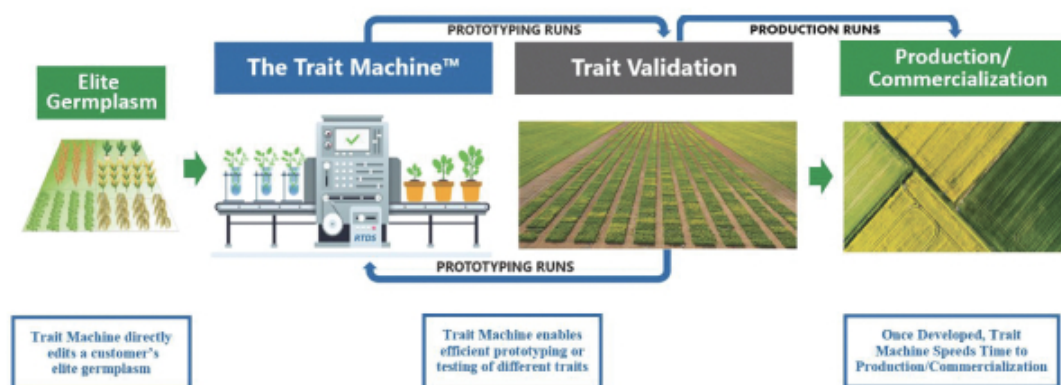 PROTOTYPING RUNS
PRODUCTION RUNS
Elite
Germplasm
The Trait Machine™
Trait Validation
Production/
Commercialization
RTDS
PROTOTYPING RUNS
Trait Machine directly
edits a customer's
elite germplasm
Trait Machine enables
efficient prototyping or
testing of different traits
Once Developed, Trait
Machine Speeds Time to
Production/Commercialization